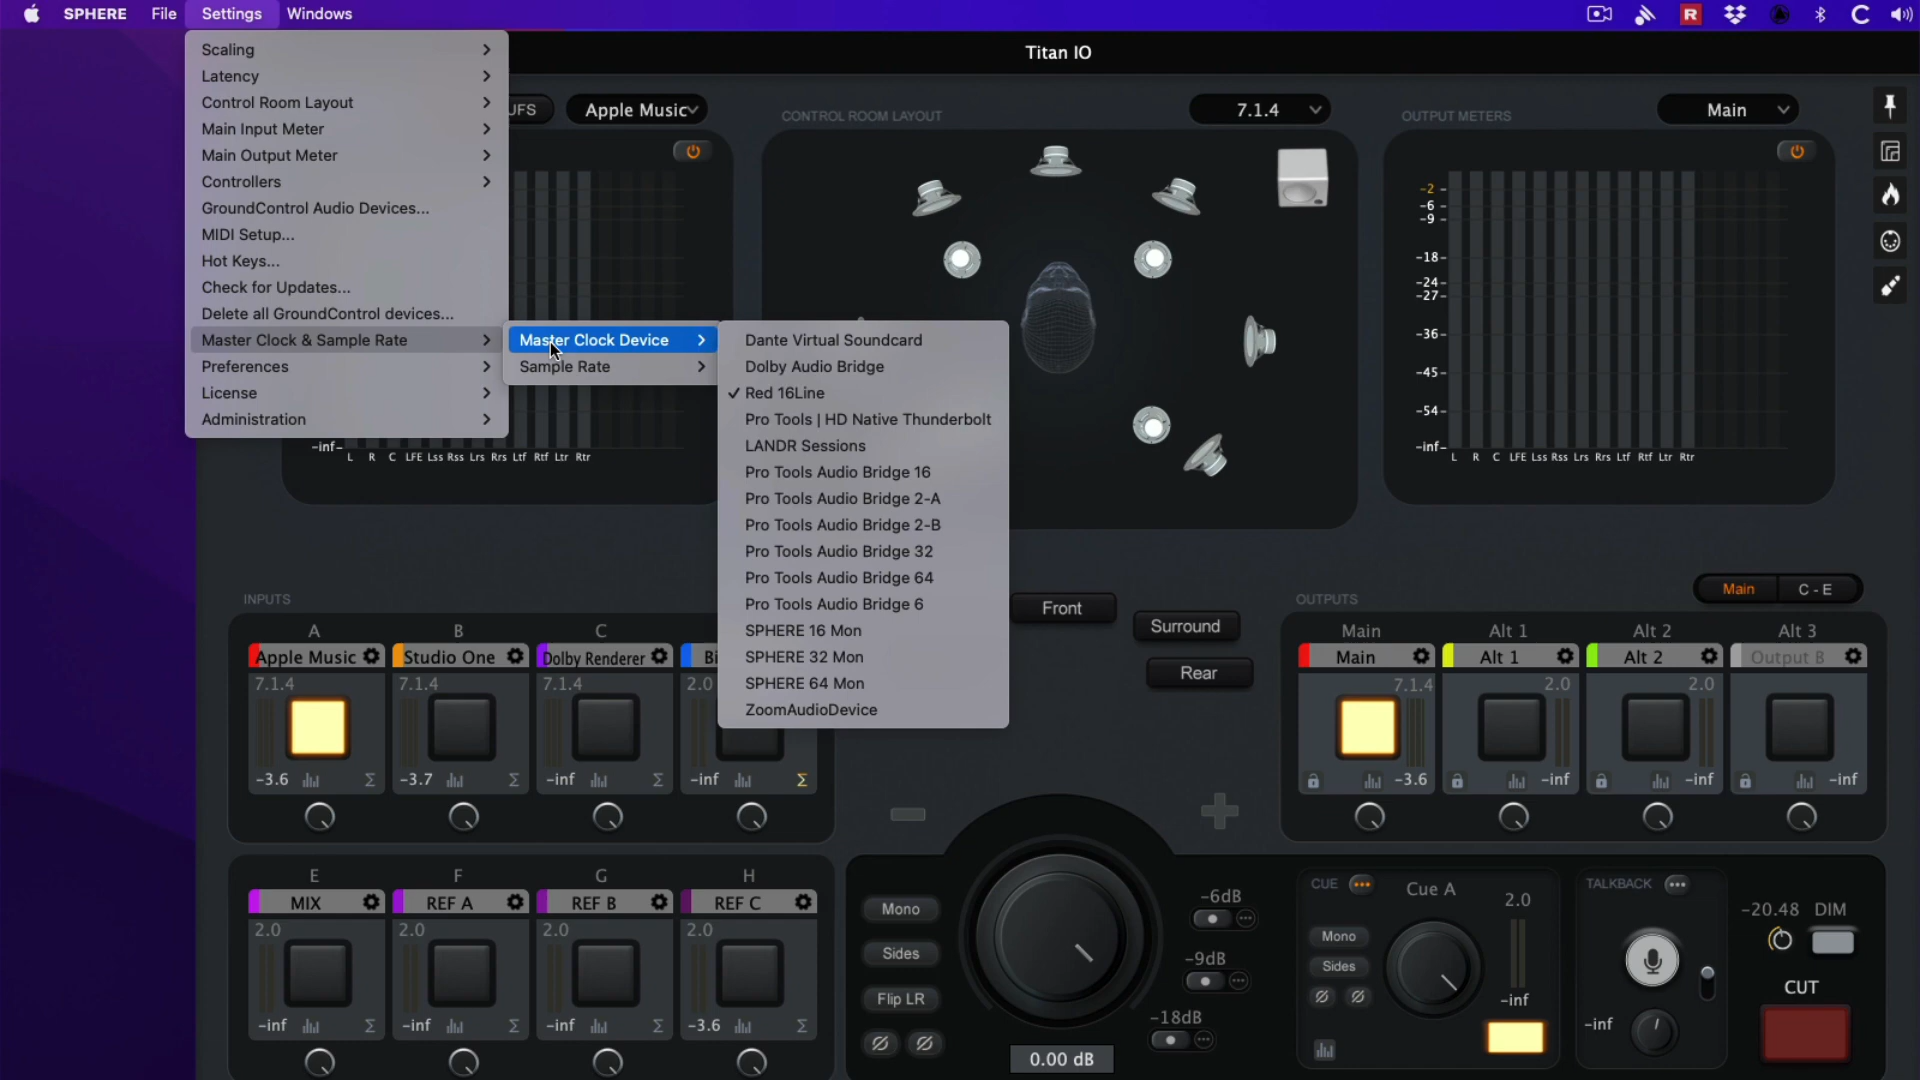 SPHERE File Settings Windows
Titan IO
Scaling
Latency
Control Room Layout
Main Input Meter
Main Output Meter
Controllers
GroundControl Audio Devices...
MIDI Setup...
Hot Keys...
Check for Updates...
Delete all GroundControl devices...
Master Clock & Sample Rate
Preferences
License
Administration
Master Clock Device
Sample Rate
Dante Virtual Soundcard
Dolby Audio Bridge
✓ Red 16Line
Pro Tools | HD Native Thunderbolt
LANDR Sessions
Pro Tools Audio Bridge 16
Pro Tools Audio Bridge 2-A
Pro Tools Audio Bridge 2-B
Pro Tools Audio Bridge 32
Pro Tools Audio Bridge 64
Pro Tools Audio Bridge 6
SPHERE 16 Mon
SPHERE 32 Mon
SPHERE 64 Mon
ZoomAudioDevice
UFS Apple Music
-inf
L R C LFE Lss Rss Lrs Rrs Ltf Rtf Ltr Rtr
CONTROL ROOM LAYOUT 7.1.4
OUTPUT METERS Main
-2
-6
-9
-18
-24
-27
-36
-45
-54
-inf
L R C LFE Lss Rss Lrs Rrs Ltf Rtf Ltr Rtr
Front
Surround
Rear
INPUTS
A B C
Apple Music Studio One Dolby Renderer Bi
7.1.4 7.1.4 7.1.4 2.0
-3.6 Σ -3.7 Σ -inf Σ -inf Σ
E F G H
MIX REF A REF B REF C
2.0 2.0 2.0 2.0
-inf Σ -inf Σ -inf Σ -3.6 Σ
OUTPUTS Main C - E
Main Alt 1 Alt 2 Alt 3
Main Alt 1 Alt 2 Output B
7.1.4 2.0 2.0
-3.6 -inf -inf -inf
Mono
Sides
Flip LR
-6dB
-9dB
-18dB
0.00 dB
CUE Cue A 2.0
Mono
Sides
-inf
TALKBACK
-inf
-20.48 DIM
CUT